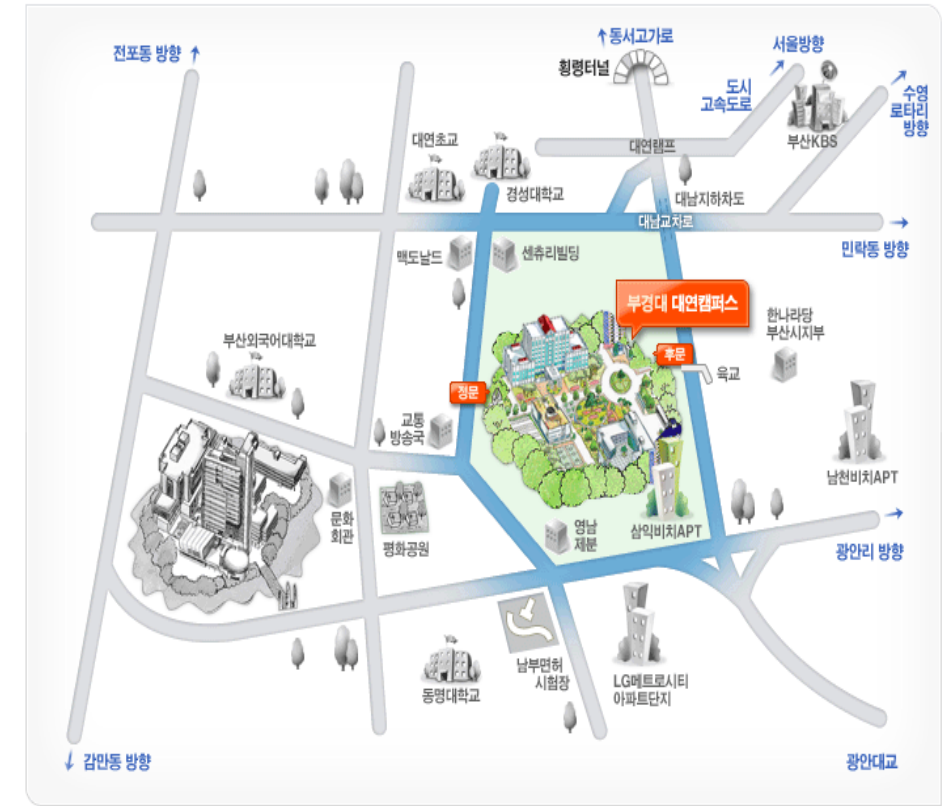 동서고가로
서울방향
전포동 방향
횡령터널
도시
고속도로
수영
로타리
방향
대연초교
대연램프
부산KBS
경성대학교
대남지하차도
대남교차로
맥도날드
센츄리빌딩
민락동 방향
부경대 대연캠퍼스
한나라당
부산시지부
부산외국어대학교
후문
육교
정문
교통
방송국
남천비치APT
문화
회관
평화공원
영남
제분
삼익비치APT
광안리 방향
남부면허
시험장
동명대학교
LG메트로시티
아파트단지
감만동 방향
광안대교